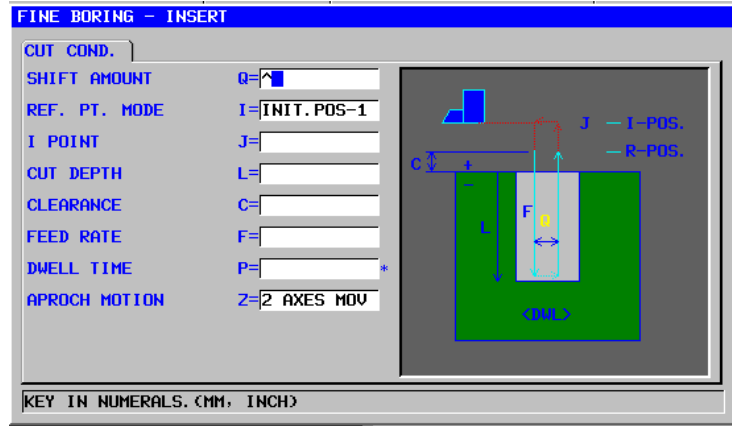 FINE BORING - INSERT
CUT COND.
SHIFT AMOUNT Q=^
REF. PT. MODE I=INIT.POS-1
I POINT J=
CUT DEPTH L=
CLEARANCE C=
FEED RATE F=
DWELL TIME P= *
APROCH MOTION Z=2 AXES MOV
J - I-POS.
- R-POS.
C + -
F
Q
L
<DWL>
KEY IN NUMERALS.(MM, INCH)